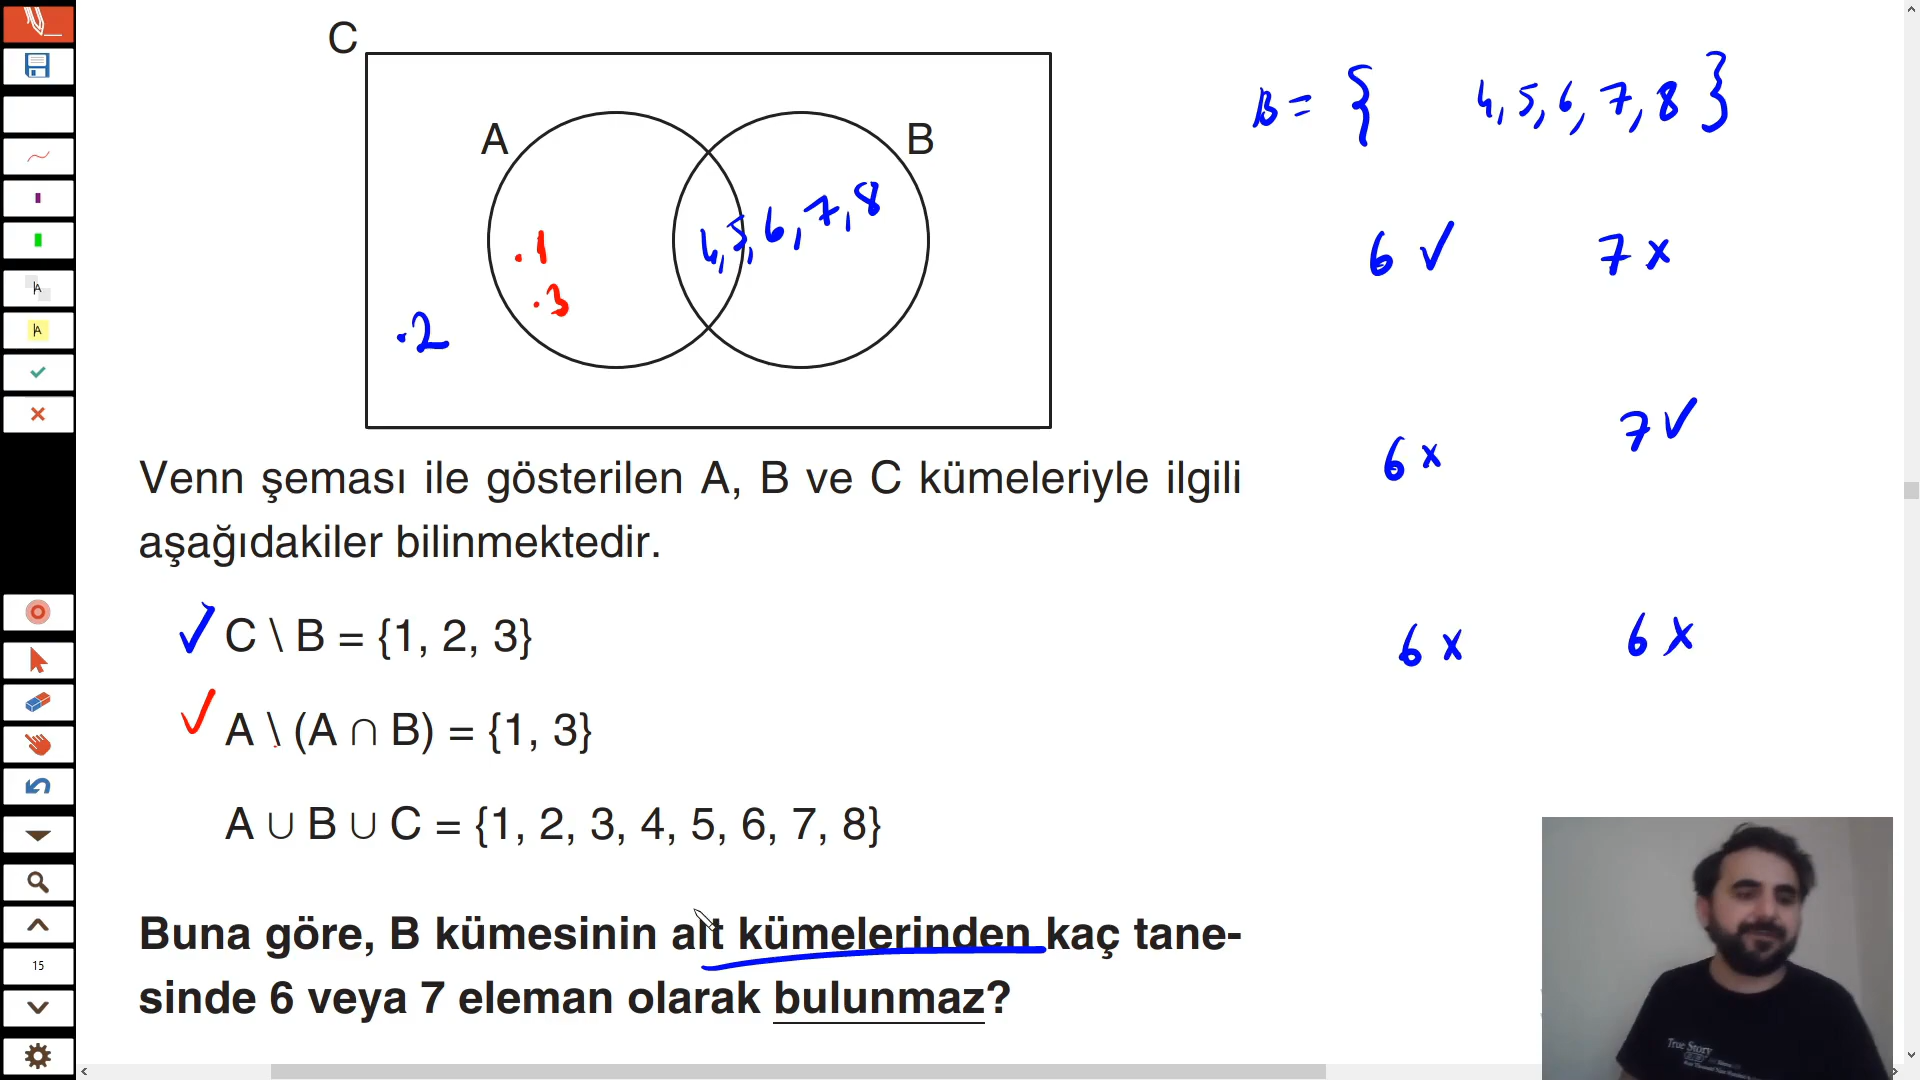 C
A
B
.1
.3
.2
4, 5, 6, 7, 8
B = { 4, 5, 6, 7, 8 }
6 ✓ 7 x
6 x 7 ✓
6 x 6 x
Venn şeması ile gösterilen A, B ve C kümeleriyle ilgili
aşağıdakiler bilinmektedir.
✓ C \ B = {1, 2, 3}
✓ A \ (A ∩ B) = {1, 3}
A ∪ B ∪ C = {1, 2, 3, 4, 5, 6, 7, 8}
Buna göre, B kümesinin alt kümelerinden kaç tane-
sinde 6 veya 7 eleman olarak bulunmaz?
A
A
15
True Story